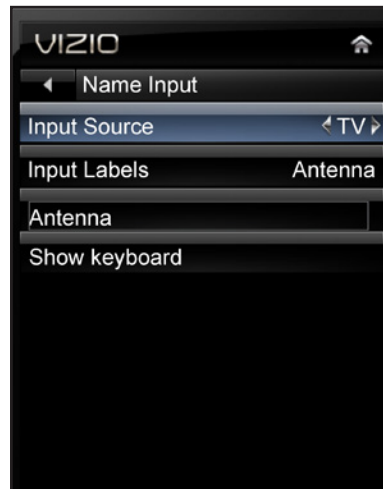 VIZIO
Name Input
Input Source TV
Input Labels Antenna
Antenna
Show keyboard